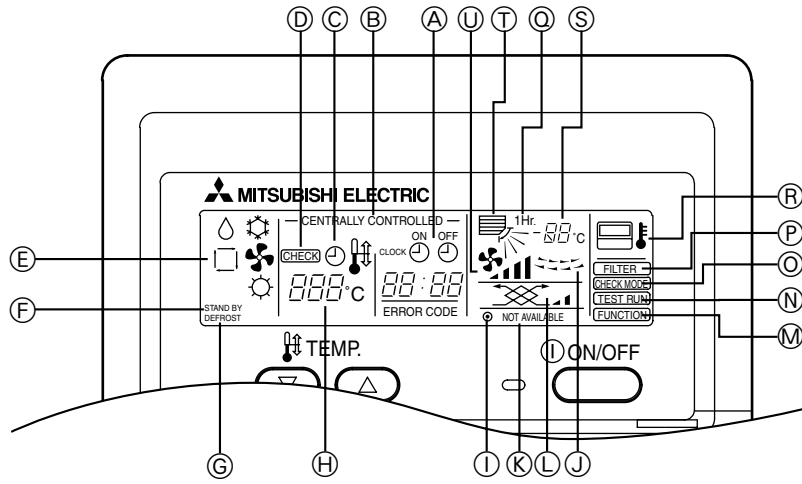 D C B A U T Q S
MITSUBISHI ELECTRIC
CENTRALLY CONTROLLED
1Hr.
ON OFF
88 °C
R
E
CHECK
CLOCK
FILTER P
CHECK MODE O
888 °C
88:88
TEST RUN N
F
STAND BY
DEFROST
ERROR CODE
NOT AVAILABLE
FUNCTION M
TEMP.
ON/OFF
G H I K L J